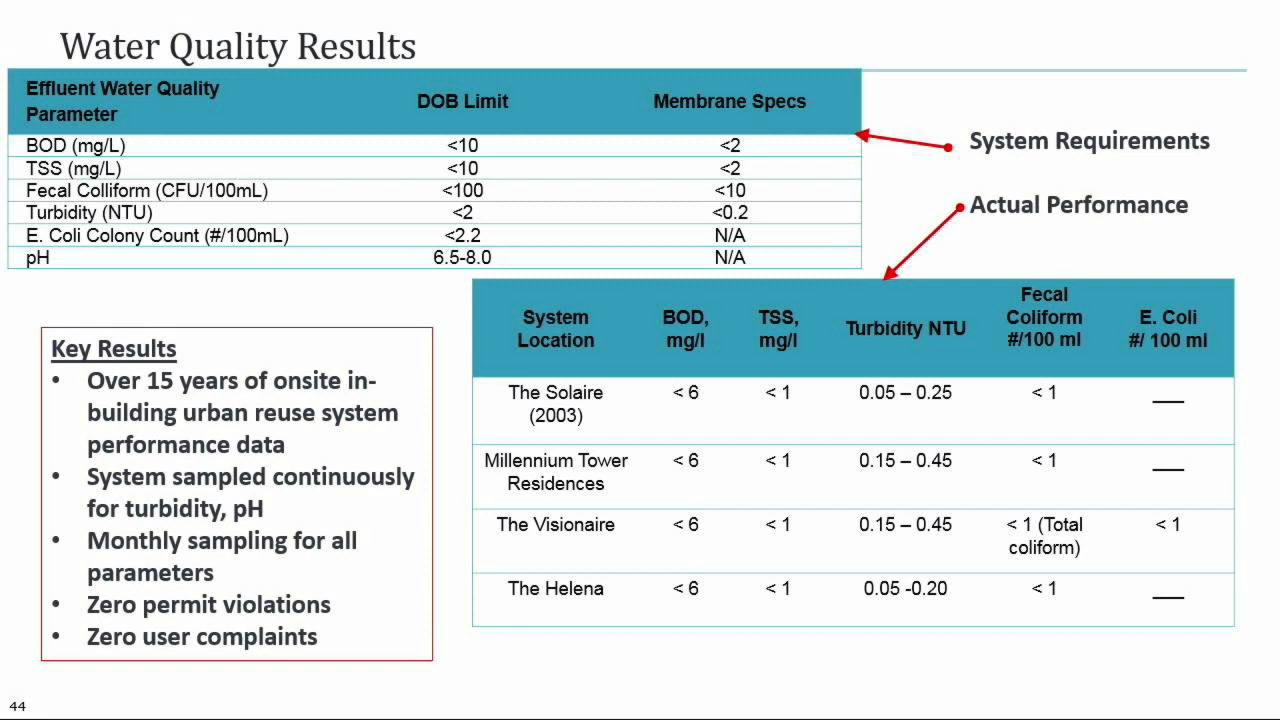 Water Quality Results
Effluent Water Quality
Parameter
DOB Limit
Membrane Specs
BOD (mg/L) <10 <2
TSS (mg/L) <10 <2
Fecal Colliform (CFU/100mL) <100 <10
Turbidity (NTU) <2 <0.2
E. Coli Colony Count (#/100mL) <2.2 N/A
pH 6.5-8.0 N/A
System Requirements
Actual Performance
Key Results
• Over 15 years of onsite in-
building urban reuse system
performance data
• System sampled continuously
for turbidity, pH
• Monthly sampling for all
parameters
• Zero permit violations
• Zero user complaints
System
Location
BOD,
mg/l
TSS,
mg/l
Turbidity NTU
Fecal
Coliform
#/100 ml
E. Coli
#/ 100 ml
The Solaire < 6 < 1 0.05 – 0.25 < 1 ___
(2003)
Millennium Tower < 6 < 1 0.15 – 0.45 < 1 ___
Residences
The Visionaire < 6 < 1 0.15 – 0.45 < 1 (Total < 1
coliform)
The Helena < 6 < 1 0.05 -0.20 < 1 ___
44